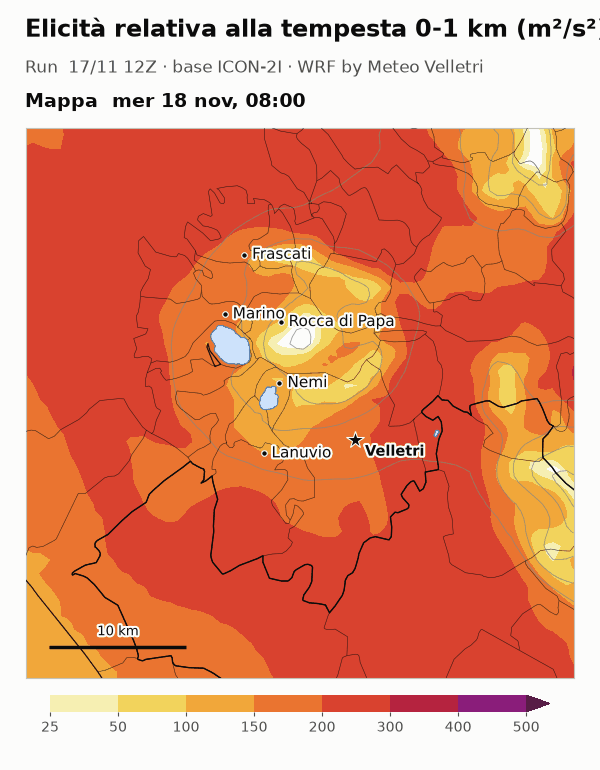 Elicità relativa alla tempesta 0-1 km (m²/s²)
Run  17/11 12Z · base ICON-2I · WRF by Meteo Velletri
Mappa  mer 18 nov, 08:00
Frascati
Marino
Rocca di Papa
Nemi
Lanuvio
Velletri
10 km
25 50 100 150 200 300 400 500